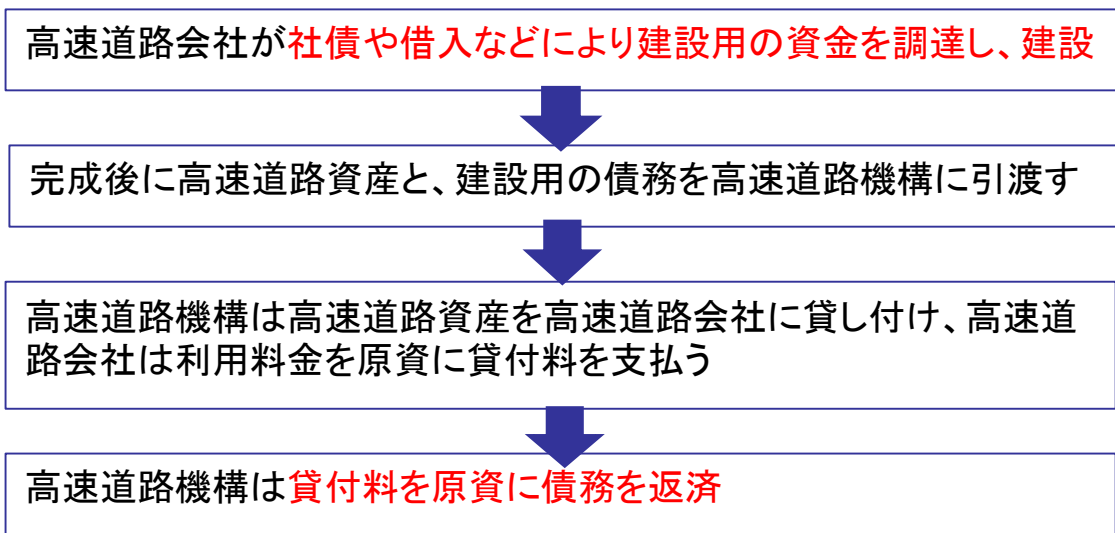 高速道路会社が社債や借入などにより建設用の資金を調達し、建設
完成後に高速道路資産と、建設用の債務を高速道路機構に引渡す
高速道路機構は高速道路資産を高速道路会社に貸し付け、高速道
路会社は利用料金を原資に貸付料を支払う
高速道路機構は貸付料を原資に債務を返済